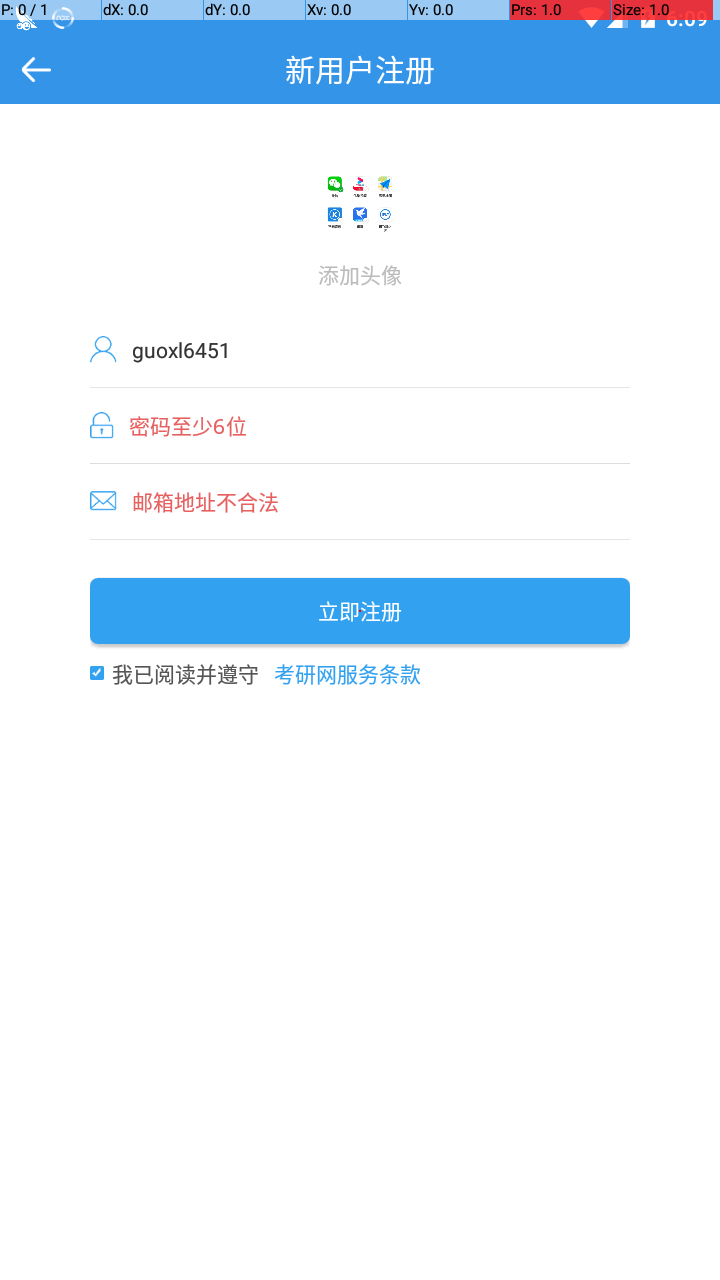 P: 0 / 1 dX: 0.0 dY: 0.0 Xv: 0.0 Yv: 0.0 Prs: 1.0 Size: 1.0
6:09
新用户注册
添加头像
guoxl6451
密码至少6位
邮箱地址不合法
立即注册
我已阅读并遵守 考研网服务条款